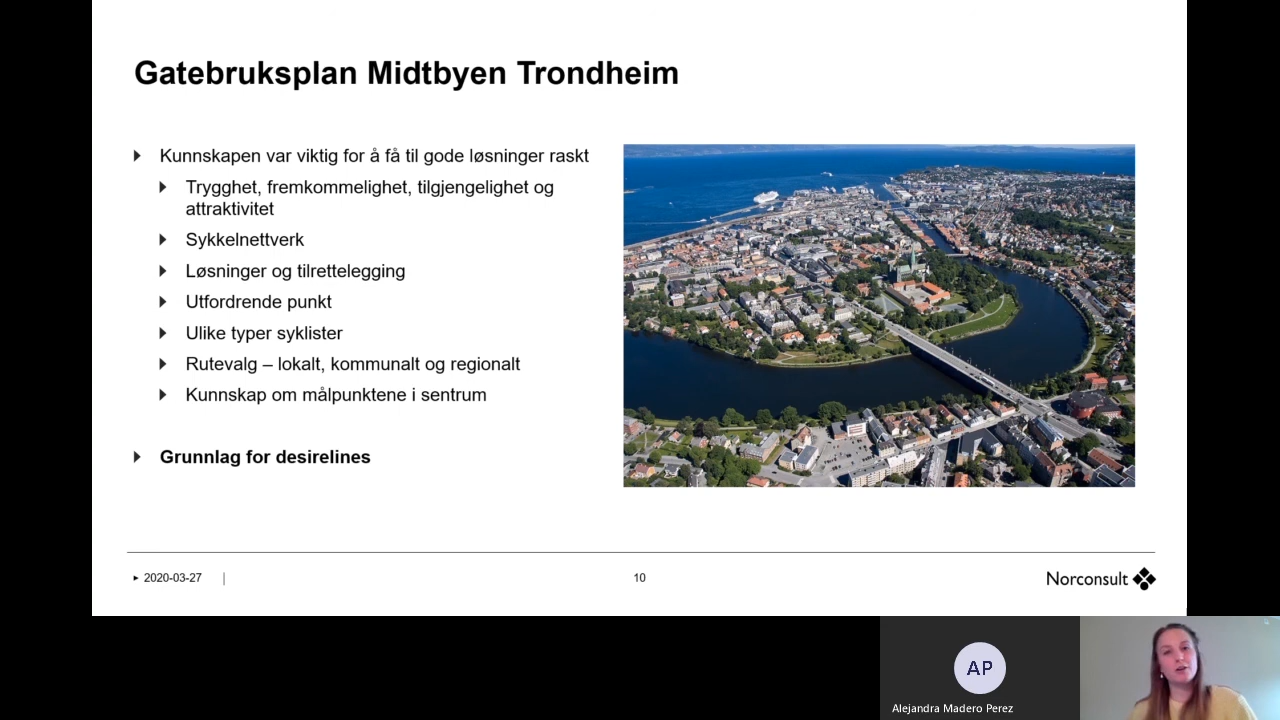 Gatebruksplan Midtbyen Trondheim
Kunnskapen var viktig for å få til gode løsninger raskt
Trygghet, fremkommelighet, tilgjengelighet og
attraktivitet
Sykkelnettverk
Løsninger og tilrettelegging
Utfordrende punkt
Ulike typer syklister
Rutevalg – lokalt, kommunalt og regionalt
Kunnskap om målpunktene i sentrum
Grunnlag for desirelines
2020-03-27
10
Norconsult
AP
Alejandra Madero Perez